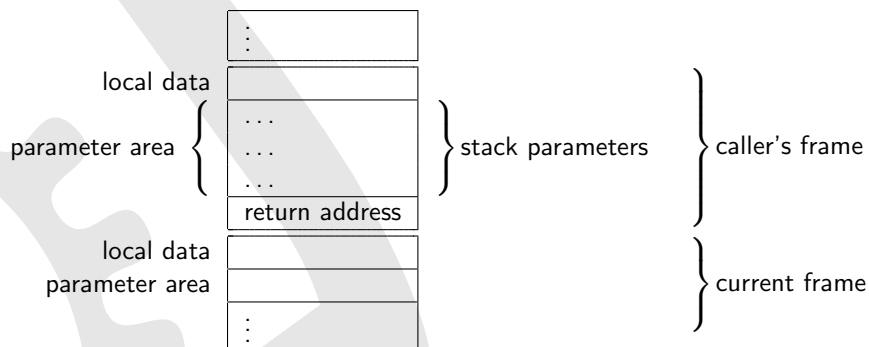 ⋮
local data
parameter area { . . . } stack parameters } caller's frame
. . .
. . .
return address
local data
parameter area } current frame
⋮